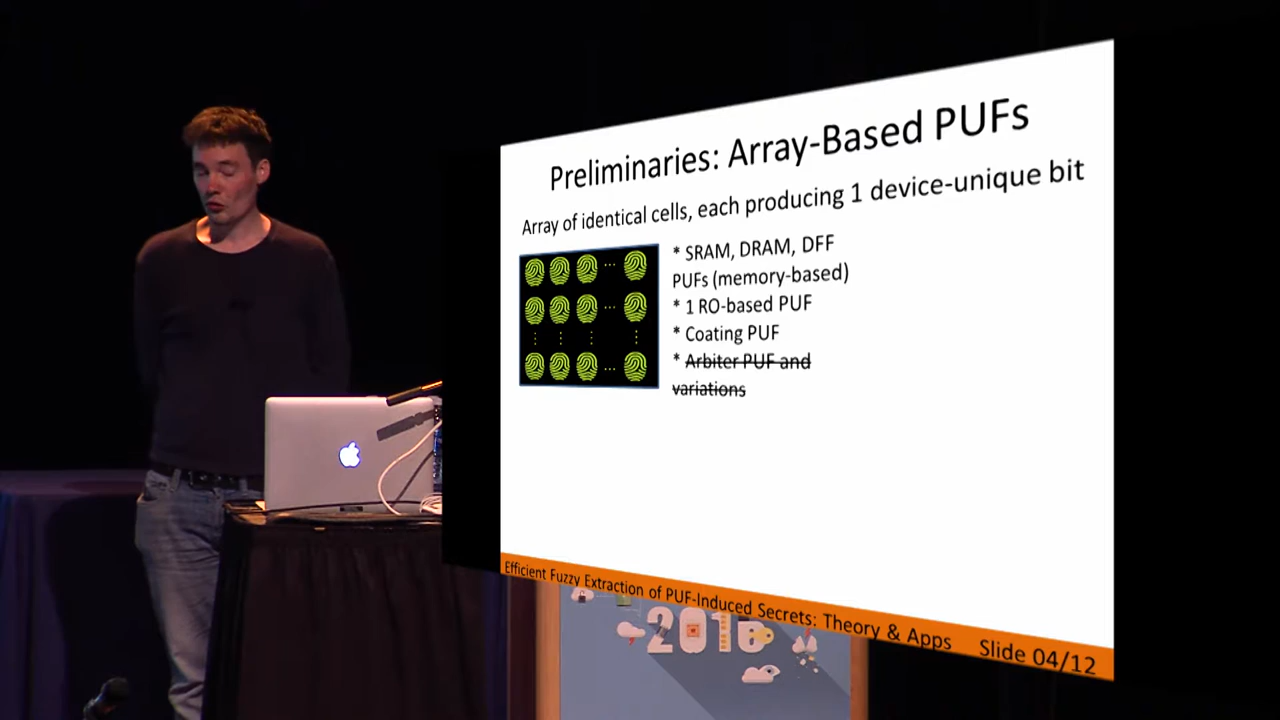 Preliminaries: Array-Based PUFs
Array of identical cells, each producing 1 device-unique bit
* SRAM, DRAM, DFF
PUFs (memory-based)
* 1 RO-based PUF
* Coating PUF
* Arbiter PUF and
variations
Efficient Fuzzy Extraction of PUF-Induced Secrets: Theory & Apps Slide 04/12
2016